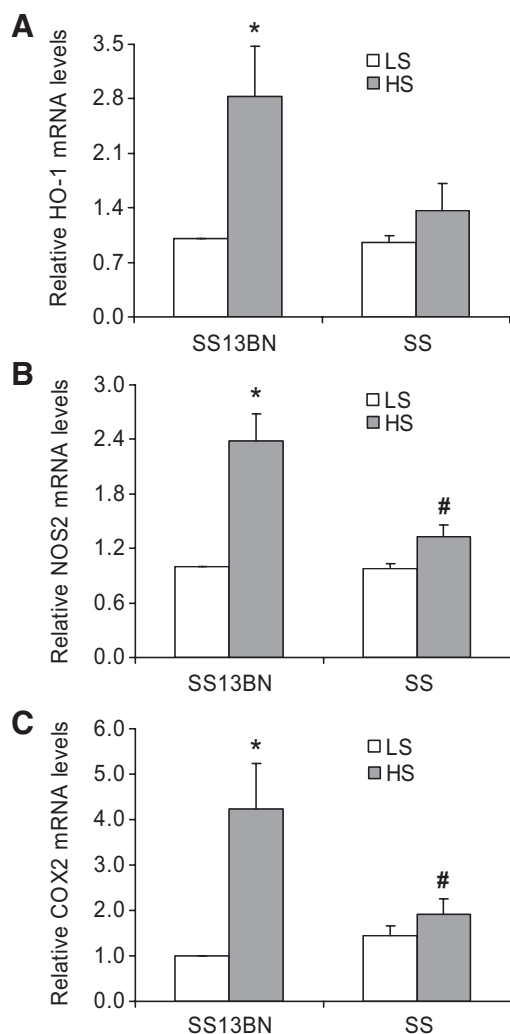 A
Relative HO-1 mRNA levels
3.5
2.8
2.1
1.4
0.7
0.0
*
LS
HS
SS13BN
SS
B
Relative NOS2 mRNA levels
3.0
2.4
1.8
1.2
0.6
0.0
*
#
LS
HS
SS13BN
SS
C
Relative COX2 mRNA levels
6.0
5.0
4.0
3.0
2.0
1.0
0.0
*
#
LS
HS
SS13BN
SS